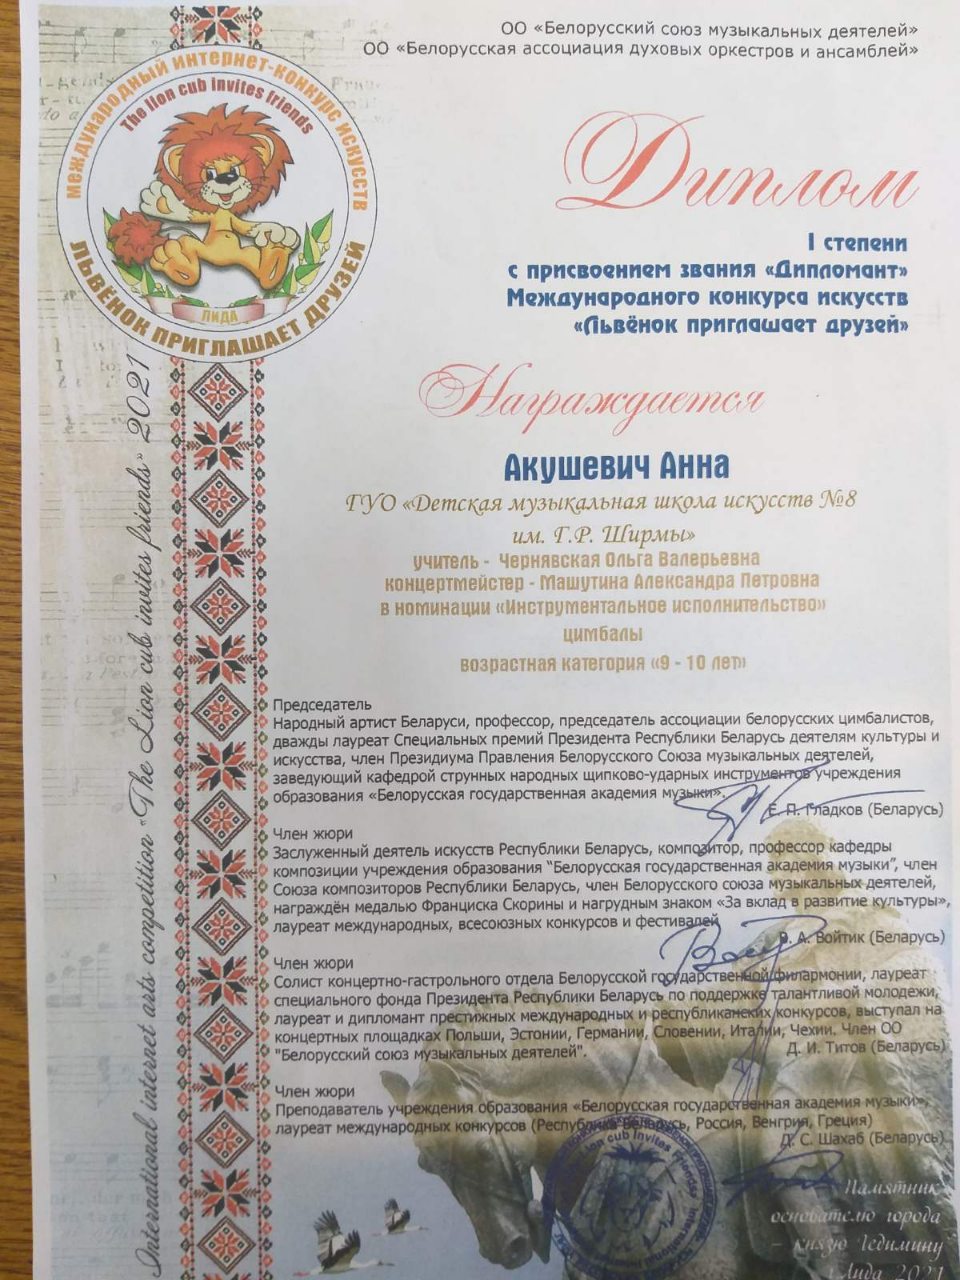 ОО «Белорусский союз музыкальных деятелей»
ОО «Белорусская ассоциация духовых оркестров и ансамблей»
международный интернет-конкурс искусств
The lion cub invites friends
ЛИДА
ЛЬВЁНОК ПРИГЛАШАЕТ ДРУЗЕЙ
Диплом
I степени
с присвоением звания «Дипломант»
Международного конкурса искусств
«Львёнок приглашает друзей»
Награждается
Акушевич Анна
ГУО «Детская музыкальная школа искусств №8
им. Г.Р. Ширмы»
учитель - Чернявская Ольга Валерьевна
концертмейстер - Машутина Александра Петровна
в номинации «Инструментальное исполнительство»
цимбалы
возрастная категория «9 - 10 лет»
International internet arts competition «The Lion cub invites friends» 2021
Председатель
Народный артист Беларуси, профессор, председатель ассоциации белорусских цимбалистов,
дважды лауреат Специальных премий Президента Республики Беларусь деятелям культуры и
искусства, член Президиума Правления Белорусского Союза музыкальных деятелей,
заведующий кафедрой струнных народных щипково-ударных инструментов учреждения
образования «Белорусская государственная академия музыки».
Е. П. Гладков (Беларусь)
Член жюри
Заслуженный деятель искусств Республики Беларусь, композитор, профессор кафедры
композиции учреждения образования "Белорусская государственная академия музыки", член
Союза композиторов Республики Беларусь, член Белорусского союза музыкальных деятелей,
награждён медалью Франциска Скорины и нагрудным знаком «За вклад в развитие культуры»,
лауреат международных, всесоюзных конкурсов и фестивалей
В. А. Войтик (Беларусь)
Член жюри
Солист концертно-гастрольного отдела Белорусской государственной филармонии, лауреат
специального фонда Президента Республики Беларусь по поддержке талантливой молодежи,
лауреат и дипломант престижных международных и республиканских конкурсов, выступал на
концертных площадках Польши, Эстонии, Германии, Словении, Италии, Чехии. Член ОО
"Белорусский союз музыкальных деятелей".
Д. И. Титов (Беларусь)
Член жюри
Преподаватель учреждения образования «Белорусская государственная академия музыки»,
лауреат международных конкурсов (Республика Беларусь, Россия, Венгрия, Греция)
Д. С. Шахаб (Беларусь)
Памятник
основателю города
– князю Гедимину
г.Лида 2021